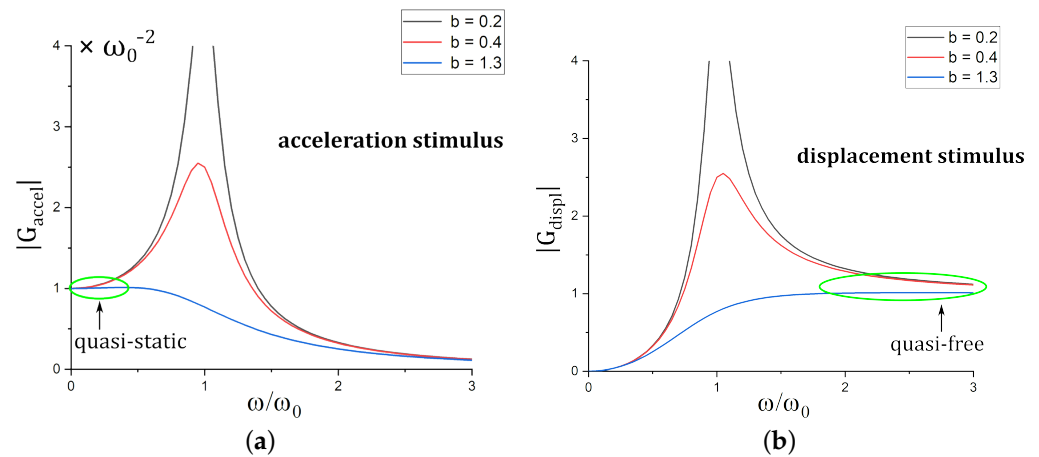 × ω₀⁻²
b = 0.2
b = 0.4
b = 1.3
acceleration stimulus
|G_accel|
quasi-static
4
3
2
1
0
0 1 2 3
ω/ω₀
(a)
b = 0.2
b = 0.4
b = 1.3
displacement stimulus
|G_displ|
quasi-free
4
3
2
1
0
0 1 2 3
ω/ω₀
(b)